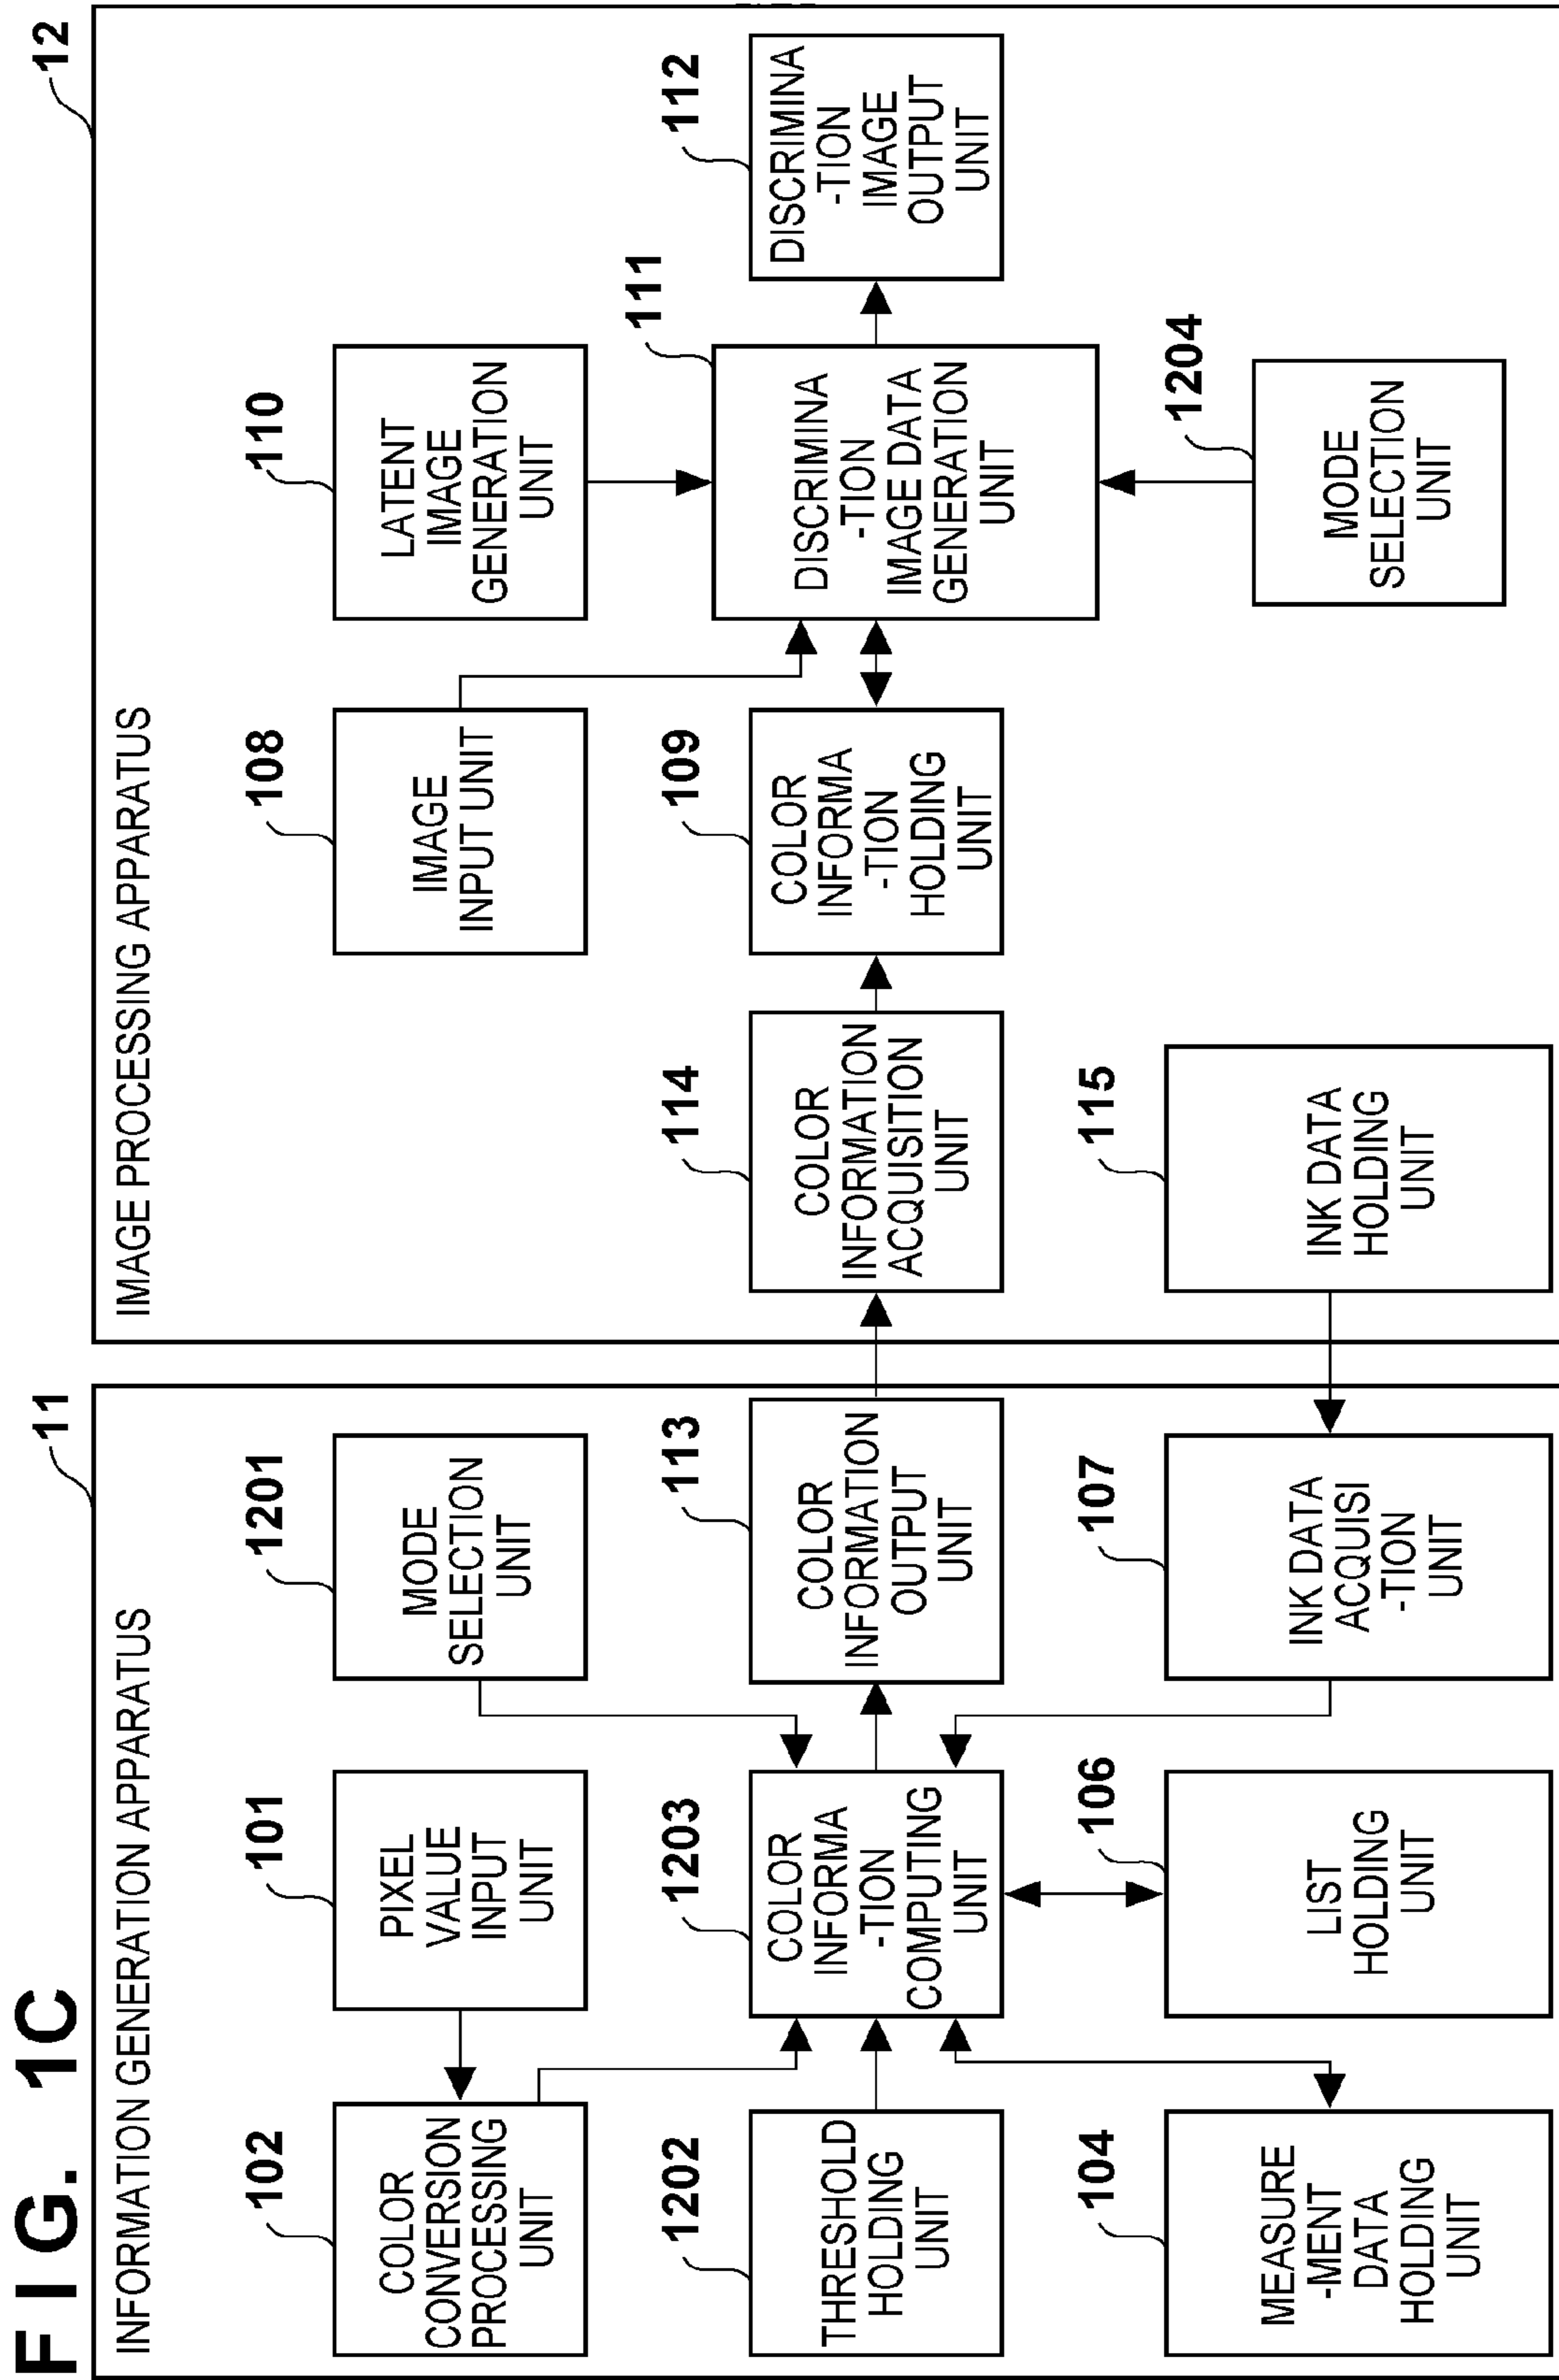 FIG. 1C
11
INFORMATION GENERATION APPARATUS
102
COLOR
CONVERSION
PROCESSING
UNIT
101
PIXEL
VALUE
INPUT
UNIT
1201
MODE
SELECTION
UNIT
1202
THRESHOLD
HOLDING
UNIT
1203
COLOR
INFORMA
-TION
COMPUTING
UNIT
113
COLOR
INFORMATION
OUTPUT
UNIT
104
MEASURE
-MENT
DATA
HOLDING
UNIT
106
LIST
HOLDING
UNIT
107
INK DATA
ACQUISI
-TION
UNIT
12
IMAGE PROCESSING APPARATUS
108
IMAGE
INPUT UNIT
110
LATENT
IMAGE
GENERATION
UNIT
114
COLOR
INFORMATION
ACQUISITION
UNIT
109
COLOR
INFORMA
-TION
HOLDING
UNIT
111
DISCRIMINA
-TION
IMAGE DATA
GENERATION
UNIT
112
DISCRIMINA
-TION
IMAGE
OUTPUT
UNIT
115
INK DATA
HOLDING
UNIT
1204
MODE
SELECTION
UNIT